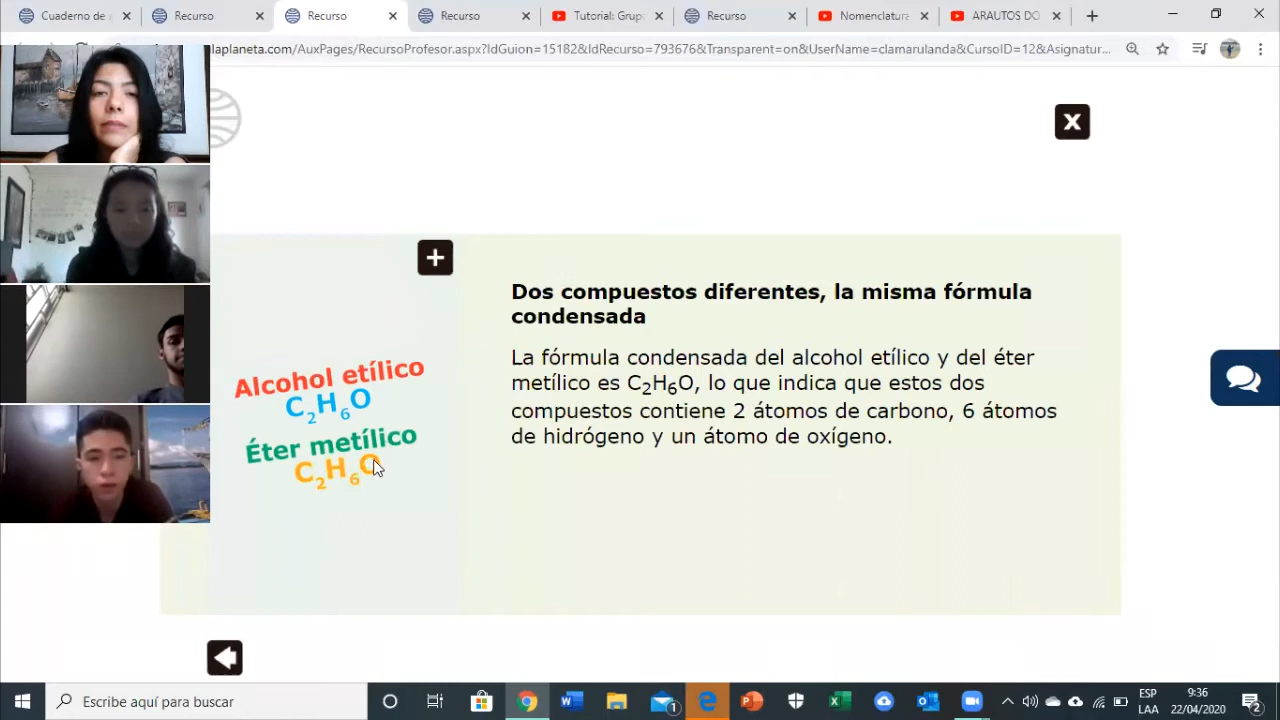 Cuaderno de
Recurso
Recurso
Recurso
Tutorial: Grup
Recurso
Nomenclatura
ARAUTOS DO
laplaneta.com/AuxPages/RecursoProfesor.aspx?IdGuion=15182&IdRecurso=793676&Transparent=on&UserName=clamarulanda&CursoID=12&Asignatur...
Alcohol etílico
C₂H₆O
Éter metílico
C₂H₆O
Dos compuestos diferentes, la misma fórmula
condensada
La fórmula condensada del alcohol etílico y del éter
metílico es C₂H₆O, lo que indica que estos dos
compuestos contiene 2 átomos de carbono, 6 átomos
de hidrógeno y un átomo de oxígeno.
Escribe aquí para buscar
1
ESP
LAA
9:36
22/04/2020
2